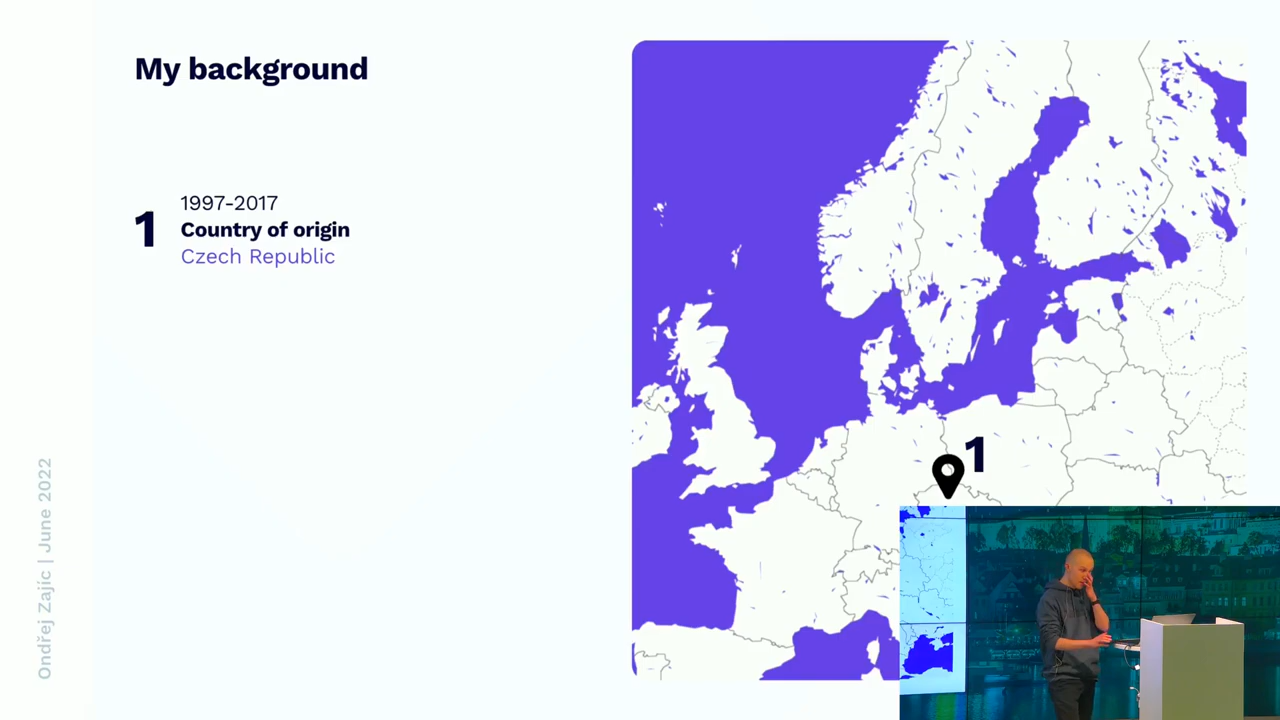 My background
1
1997-2017
Country of origin
Czech Republic
1
Ondřej Zajíc | June 2022